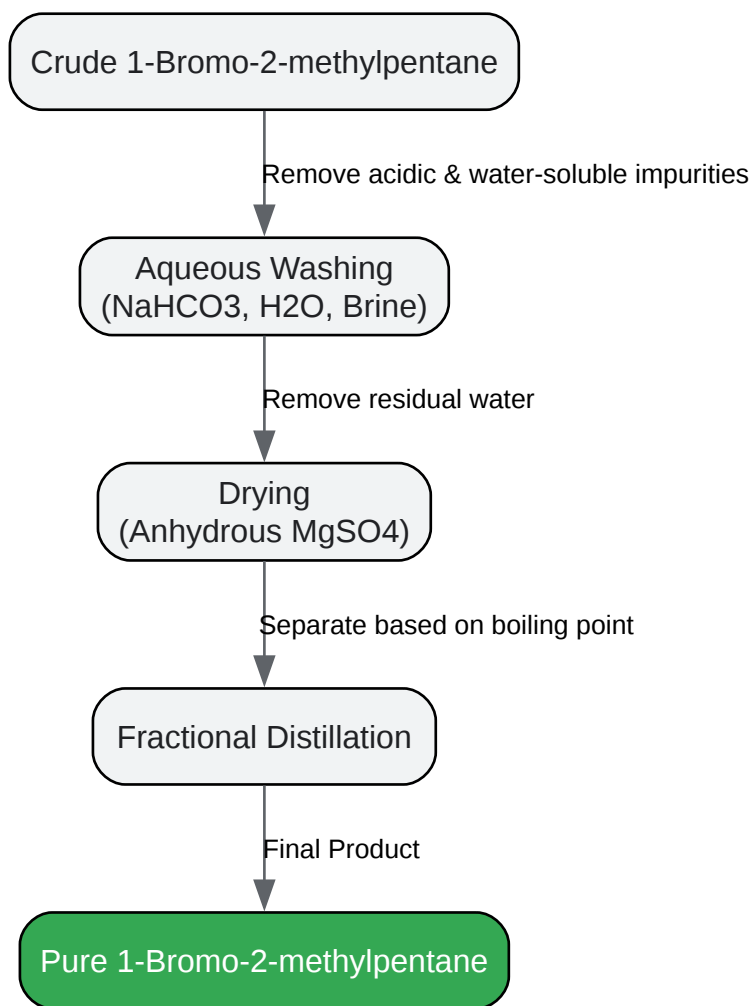 Crude 1-Bromo-2-methylpentane
Remove acidic & water-soluble impurities
Aqueous Washing
(NaHCO3, H2O, Brine)
Remove residual water
Drying
(Anhydrous MgSO4)
Separate based on boiling point
Fractional Distillation
Final Product
Pure 1-Bromo-2-methylpentane